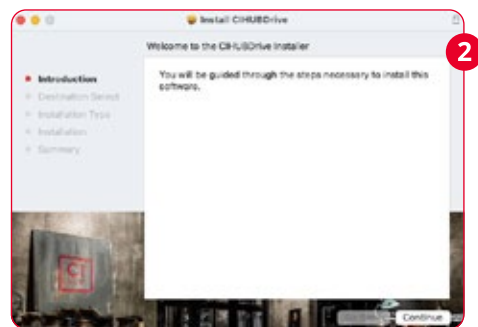 Install CIHUBDrive
Welcome to the CIHUBDrive Installer
2
Introduction
Destination Select
Installation Type
Installation
Summary
You will be guided through the steps necessary to install this
software.
CI
Continue